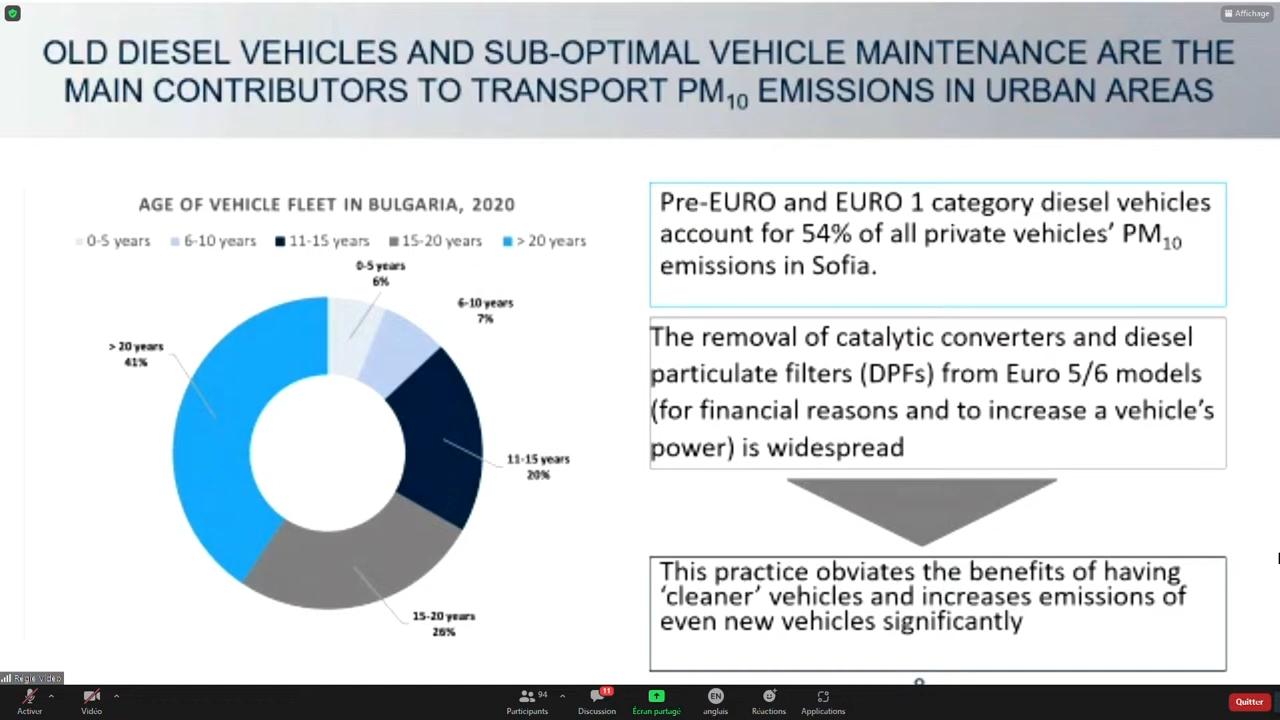 Affichage
OLD DIESEL VEHICLES AND SUB-OPTIMAL VEHICLE MAINTENANCE ARE THE
MAIN CONTRIBUTORS TO TRANSPORT PM10 EMISSIONS IN URBAN AREAS
AGE OF VEHICLE FLEET IN BULGARIA, 2020
0-5 years 6-10 years 11-15 years 15-20 years > 20 years
0-5 years
6%
6-10 years
7%
> 20 years
41%
11-15 years
20%
15-20 years
26%
Pre-EURO and EURO 1 category diesel vehicles
account for 54% of all private vehicles’ PM10
emissions in Sofia.
The removal of catalytic converters and diesel
particulate filters (DPFs) from Euro 5/6 models
(for financial reasons and to increase a vehicle’s
power) is widespread
This practice obviates the benefits of having
‘cleaner’ vehicles and increases emissions of
even new vehicles significantly
Régie Vidéo
94
11
EN
Activer Vidéo Participants Discussion Écran partagé anglais Réactions Applications Quitter